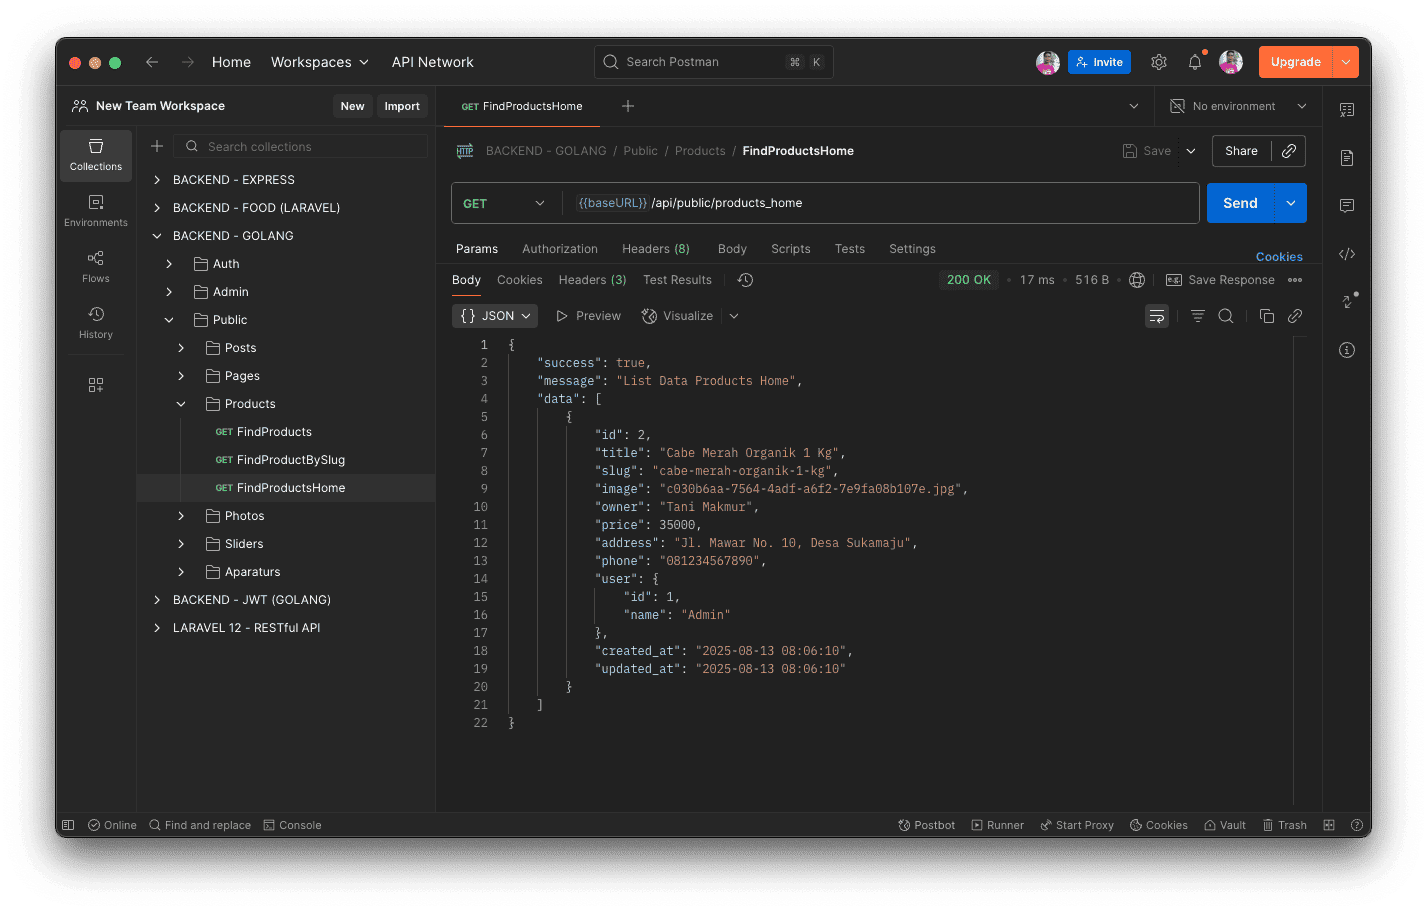 Home
Workspaces
API Network
Search Postman
⌘ K
Invite
Upgrade
New Team Workspace
New
Import
GET FindProductsHome
No environment
Collections
Environments
Flows
History
Search collections
BACKEND - EXPRESS
BACKEND - FOOD (LARAVEL)
BACKEND - GOLANG
Auth
Admin
Public
Posts
Pages
Products
GET FindProducts
GET FindProductBySlug
GET FindProductsHome
Photos
Sliders
Aparaturs
BACKEND - JWT (GOLANG)
LARAVEL 12 - RESTful API
HTTP BACKEND - GOLANG / Public / Products / FindProductsHome
Save
Share
GET {{baseURL}} /api/public/products_home
Send
Params Authorization Headers (8) Body Scripts Tests Settings
Cookies
Body Cookies Headers (3) Test Results
200 OK • 17 ms • 516 B
e.g. Save Response
{ } JSON Preview Visualize
1 {
2 "success": true,
3 "message": "List Data Products Home",
4 "data": [
5 {
6 "id": 2,
7 "title": "Cabe Merah Organik 1 Kg",
8 "slug": "cabe-merah-organik-1-kg",
9 "image": "c030b6aa-7564-4adf-a6f2-7e9fa08b107e.jpg",
10 "owner": "Tani Makmur",
11 "price": 35000,
12 "address": "Jl. Mawar No. 10, Desa Sukamaju",
13 "phone": "081234567890",
14 "user": {
15 "id": 1,
16 "name": "Admin"
17 },
18 "created_at": "2025-08-13 08:06:10",
19 "updated_at": "2025-08-13 08:06:10"
20 }
21 ]
22 }
Online Find and replace Console
Postbot Runner Start Proxy Cookies Vault Trash